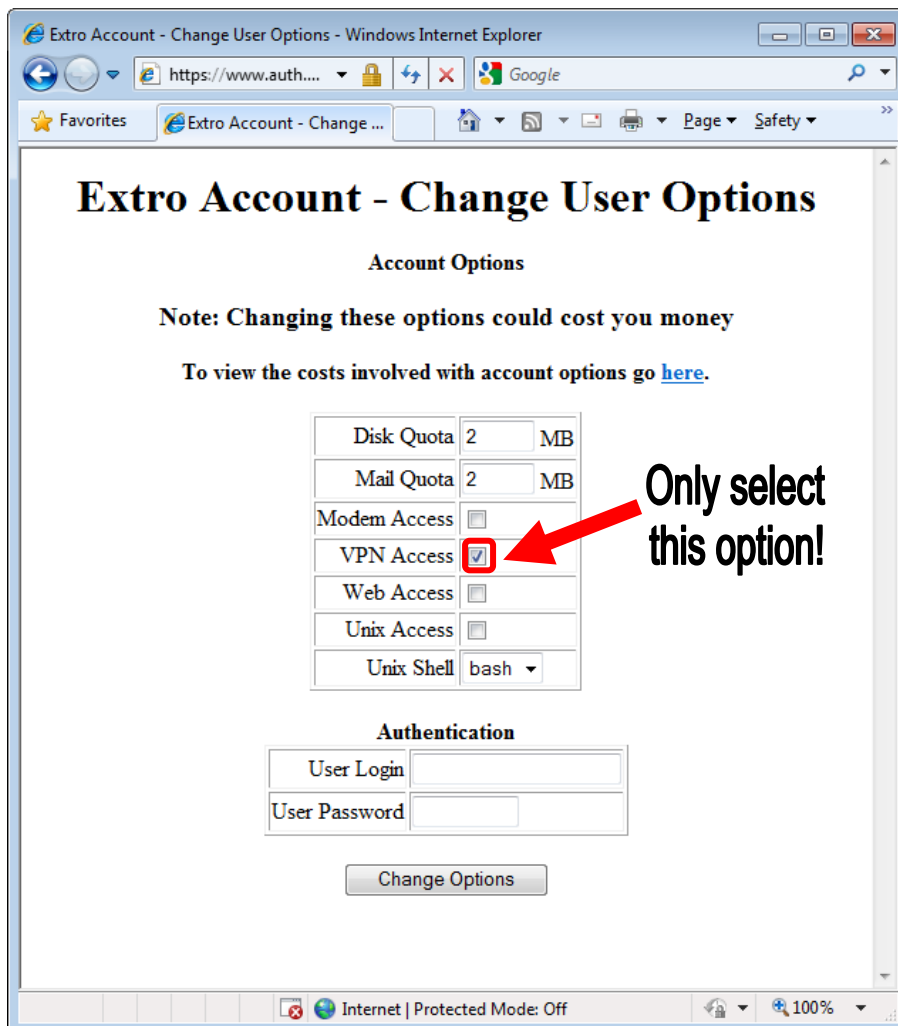 Extro Account - Change User Options - Windows Internet Explorer
https://www.auth....
Google
Favorites
Extro Account - Change ...
Page
Safety
»
Extro Account - Change User Options
Account Options
Note: Changing these options could cost you money
To view the costs involved with account options go here.
Disk Quota 2 MB
Mail Quota 2 MB
Modem Access
VPN Access
Web Access
Unix Access
Unix Shell bash
Only select
this option!
Authentication
User Login
User Password
Change Options
Internet | Protected Mode: Off
100%